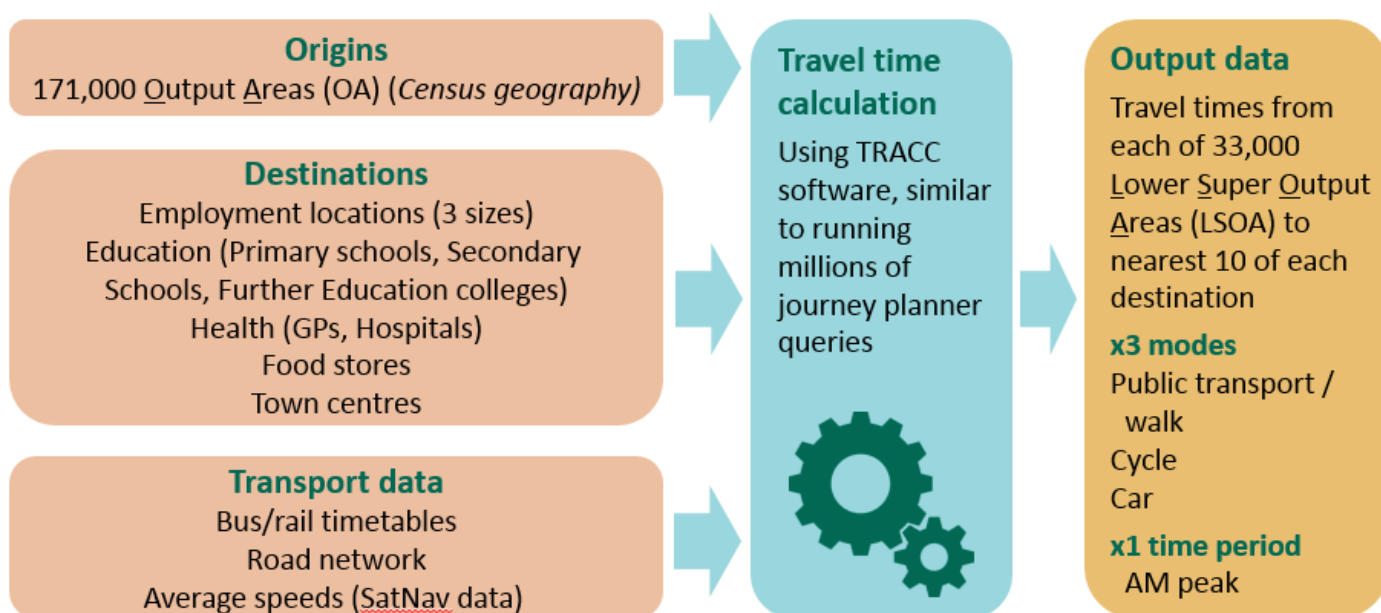 Origins
171,000 Output Areas (OA) (Census geography)
Destinations
Employment locations (3 sizes)
Education (Primary schools, Secondary
Schools, Further Education colleges)
Health (GPs, Hospitals)
Food stores
Town centres
Transport data
Bus/rail timetables
Road network
Average speeds (SatNav data)
Travel time
calculation
Using TRACC
software, similar
to running
millions of
journey planner
queries
Output data
Travel times from
each of 33,000
Lower Super Output
Areas (LSOA) to
nearest 10 of each
destination
x3 modes
Public transport /
walk
Cycle
Car
x1 time period
AM peak